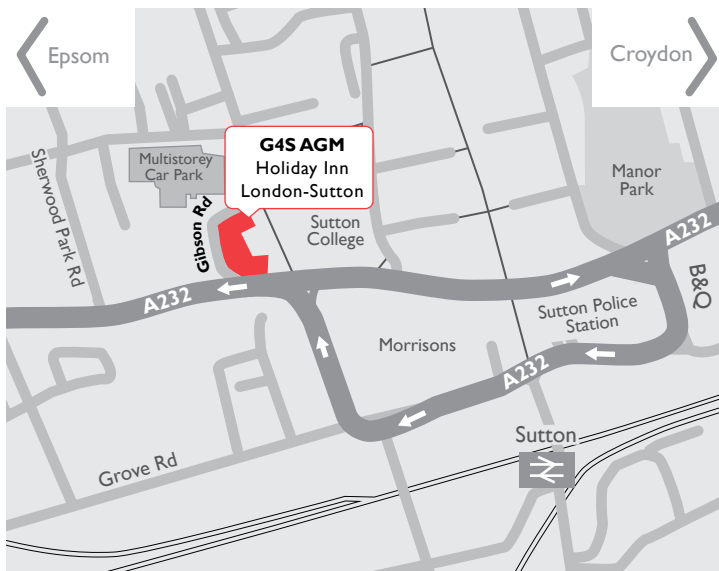 Epsom
Croydon
G4S AGM
Holiday Inn
London-Sutton
Multistorey
Car Park
Manor
Park
Sherwood Park Rd
Gibson Rd
Sutton
College
A232
A232
B&Q
Sutton Police
Station
Morrisons
A232
Sutton
Grove Rd